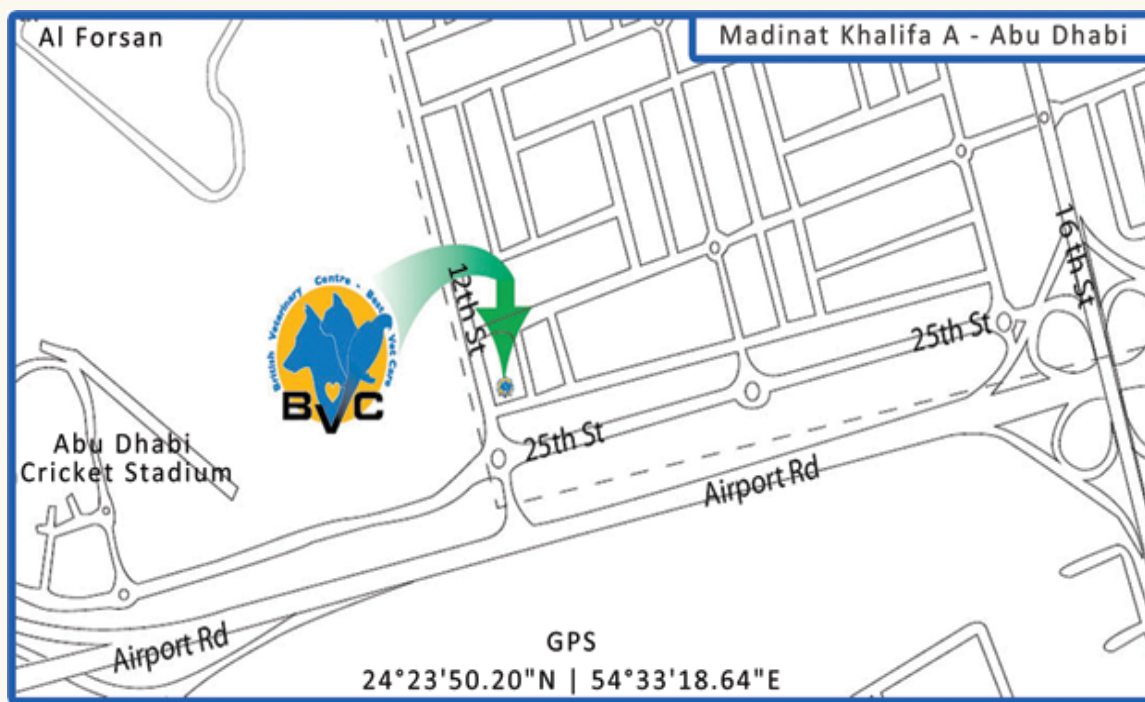 Al Forsan
Madinat Khalifa A - Abu Dhabi
16 th St
12th St
British Veterinary Centre - Best Vet Care
BVC
25th St
25th St
Abu Dhabi
Cricket Stadium
Airport Rd
Airport Rd
GPS
24°23'50.20"N | 54°33'18.64"E